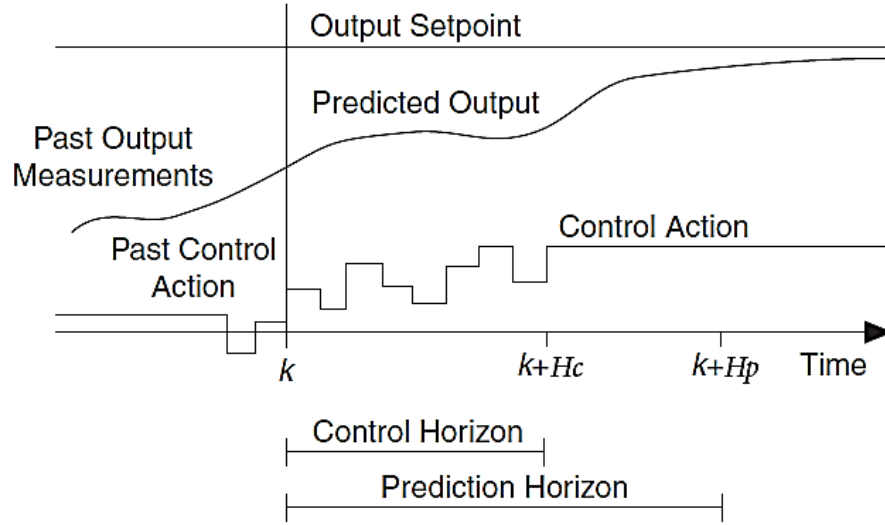 Output Setpoint
Predicted Output
Past Output
Measurements
Past Control
Action
Control Action
k
k+Hc
k+Hp
Time
Control Horizon
Prediction Horizon